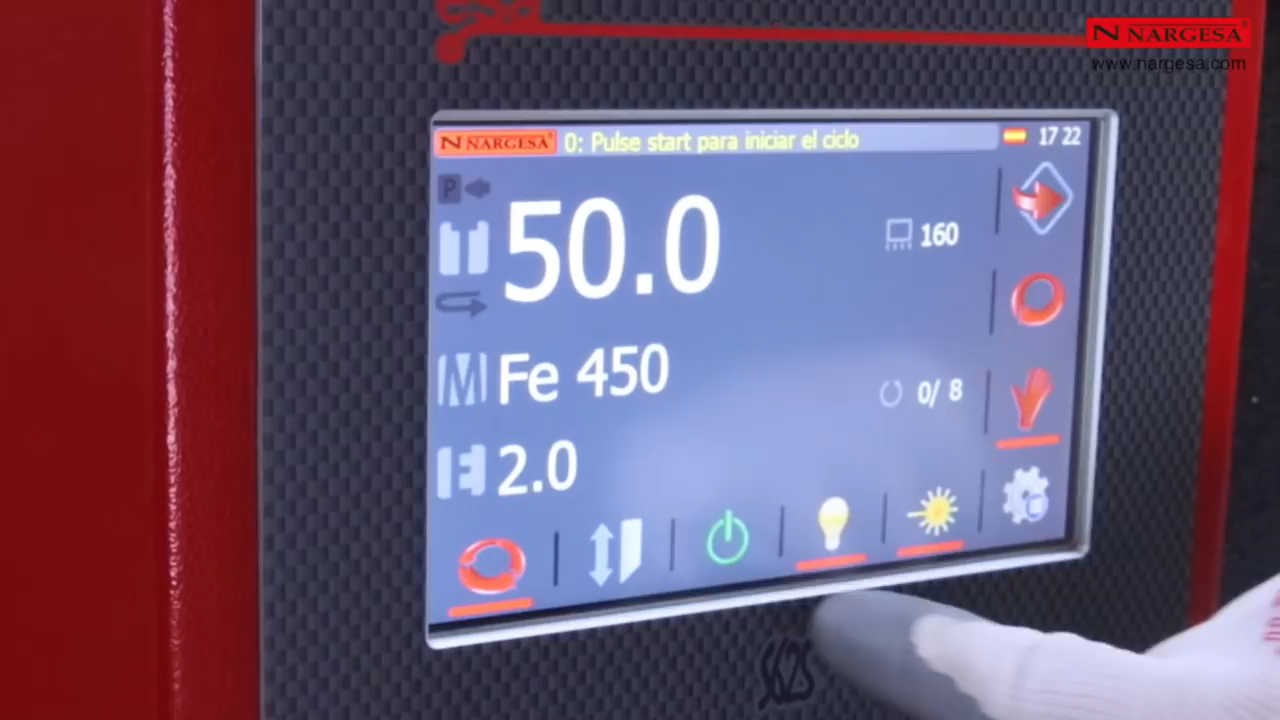 NARGESA
www.nargesa.com
NARGESA 0: Pulse start para iniciar el ciclo 17 22
P
50.0
160
Fe 450
0/ 8
2.0